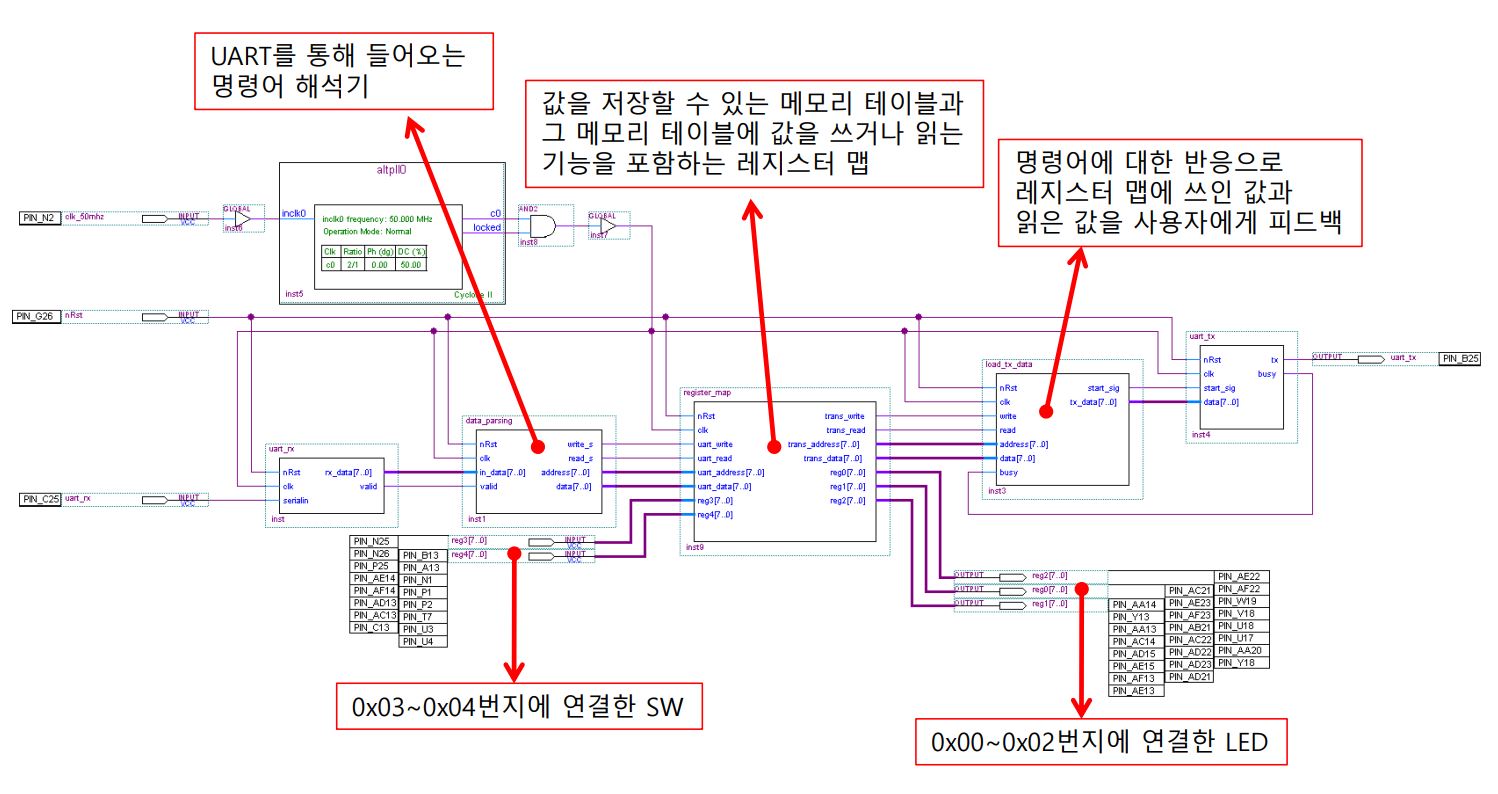 UART를 통해 들어오는
명령어 해석기
값을 저장할 수 있는 메모리 테이블과
그 메모리 테이블에 값을 쓰거나 읽는
기능을 포함하는 레지스터 맵
명령어에 대한 반응으로
레지스터 맵에 쓰인 값과
읽은 값을 사용자에게 피드백
altpll0
PIN_N2 clk_50mhz INPUT VCC
GLOBAL
inst6
inclk0
inclk0 frequency: 50.000 MHz
Operation Mode: Normal
Clk Ratio Ph (dg) DC (%)
c0 2/1 0.00 50.00
c0
locked
inst5
Cyclone II
AND2
inst8
GLOBAL
inst7
PIN_G26 nRst INPUT VCC
uart_rx
nRst rx_data[7..0]
clk valid
serialin
inst
PIN_C25 uart_rx INPUT VCC
data_parsing
nRst write_s
clk read_s
in_data[7..0] address[7..0]
valid data[7..0]
inst1
register_map
nRst trans_write
clk trans_read
uart_write trans_address[7..0]
uart_read trans_data[7..0]
uart_address[7..0] reg0[7..0]
uart_data[7..0] reg1[7..0]
reg3[7..0] reg2[7..0]
reg4[7..0]
inst9
load_tx_data
nRst start_sig
clk tx_data[7..0]
write
read
address[7..0]
data[7..0]
busy
inst3
uart_tx
nRst tx
clk busy
start_sig
data[7..0]
inst4
OUTPUT uart_tx PIN_B25
reg3[7..0] INPUT VCC
reg4[7..0] INPUT VCC
PIN_N25
PIN_N26
PIN_P25
PIN_AE14
PIN_AF14
PIN_AD13
PIN_AC13
PIN_C13
PIN_B13
PIN_A13
PIN_N1
PIN_P1
PIN_P2
PIN_T7
PIN_U3
PIN_U4
OUTPUT reg2[7..0]
OUTPUT reg0[7..0]
OUTPUT reg1[7..0]
PIN_AA14
PIN_Y13
PIN_AA13
PIN_AC14
PIN_AD15
PIN_AE15
PIN_AF13
PIN_AE13
PIN_AC21
PIN_AE23
PIN_AF23
PIN_AB21
PIN_AC22
PIN_AD22
PIN_AD23
PIN_AD21
PIN_AE22
PIN_AF22
PIN_W19
PIN_V18
PIN_U18
PIN_U17
PIN_AA20
PIN_Y18
0x03~0x04번지에 연결한 SW
0x00~0x02번지에 연결한 LED